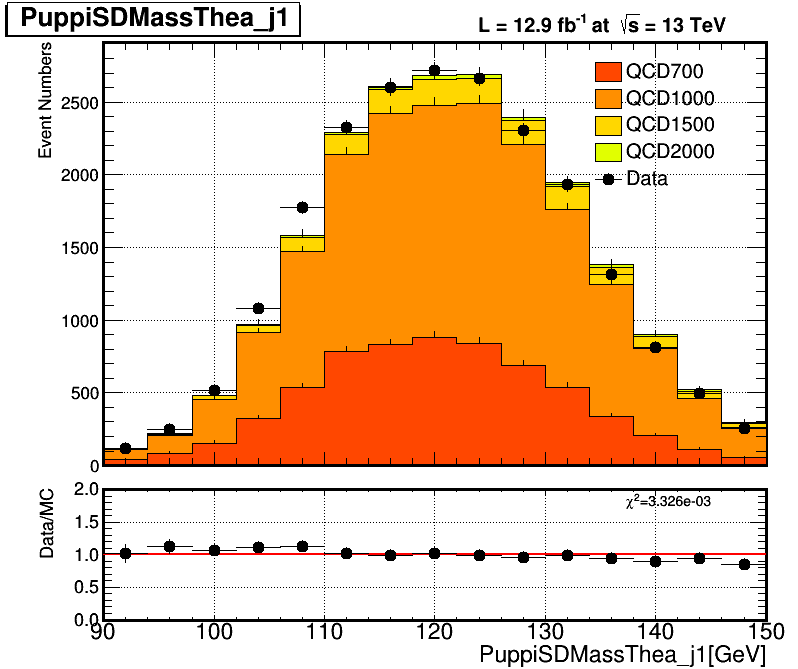 PuppiSDMassThea_j1
L = 12.9 fb⁻¹ at √s = 13 TeV
Event Numbers
2500
2000
1500
1000
500
0
QCD700
QCD1000
QCD1500
QCD2000
Data
Data/MC
2.0
1.5
1.0
0.5
0.0
χ²=3.326e-03
90 100 110 120 130 140 150
PuppiSDMassThea_j1[GeV]